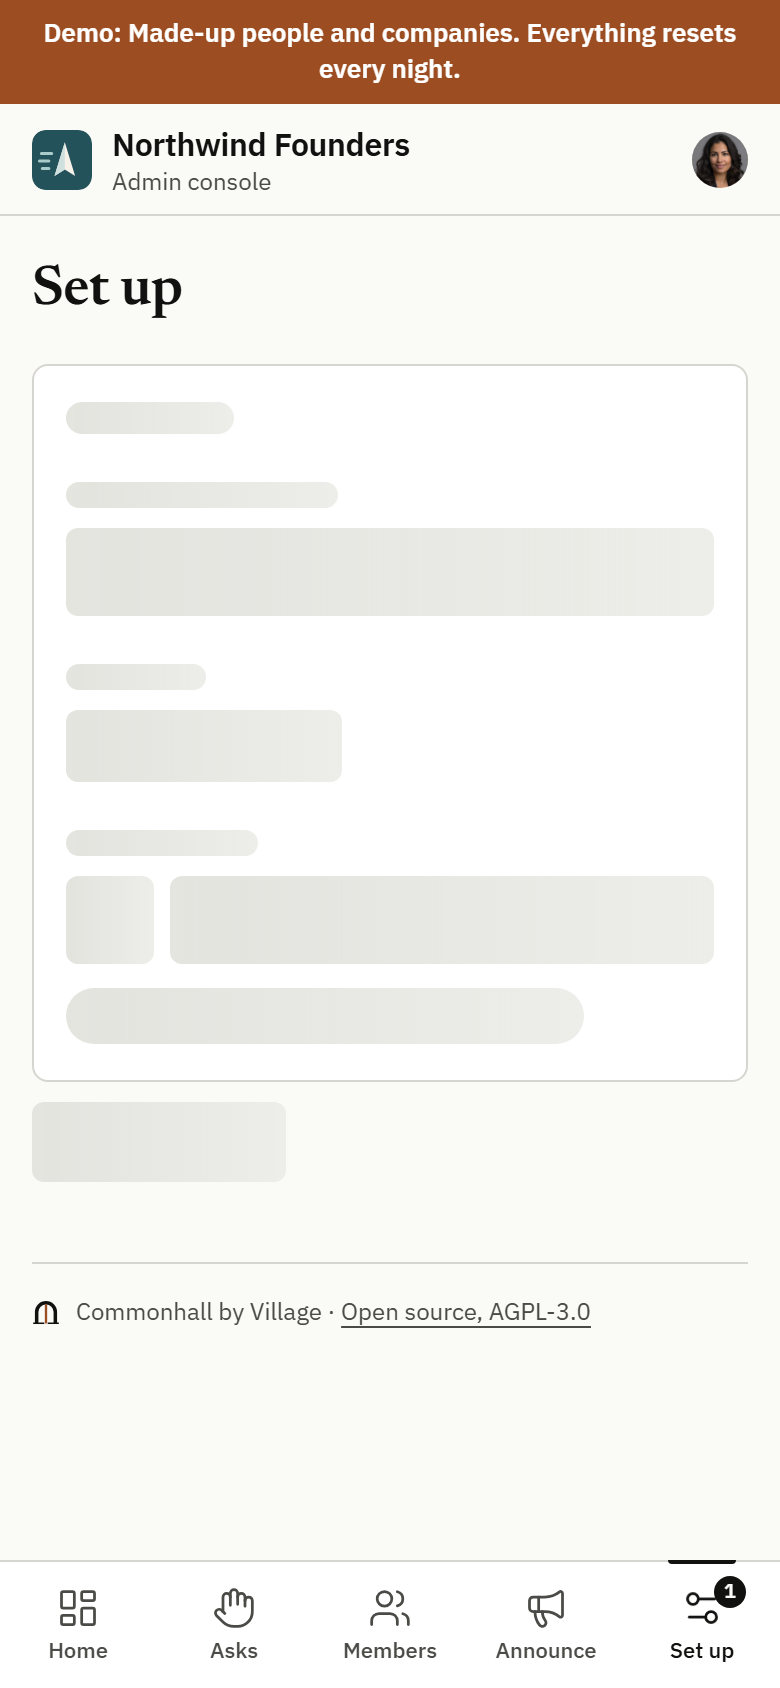 Demo: Made-up people and companies. Everything resets
every night.
Northwind Founders
Admin console
Set up
Commonhall by Village · Open source, AGPL-3.0
1
Home
Asks
Members
Announce
Set up